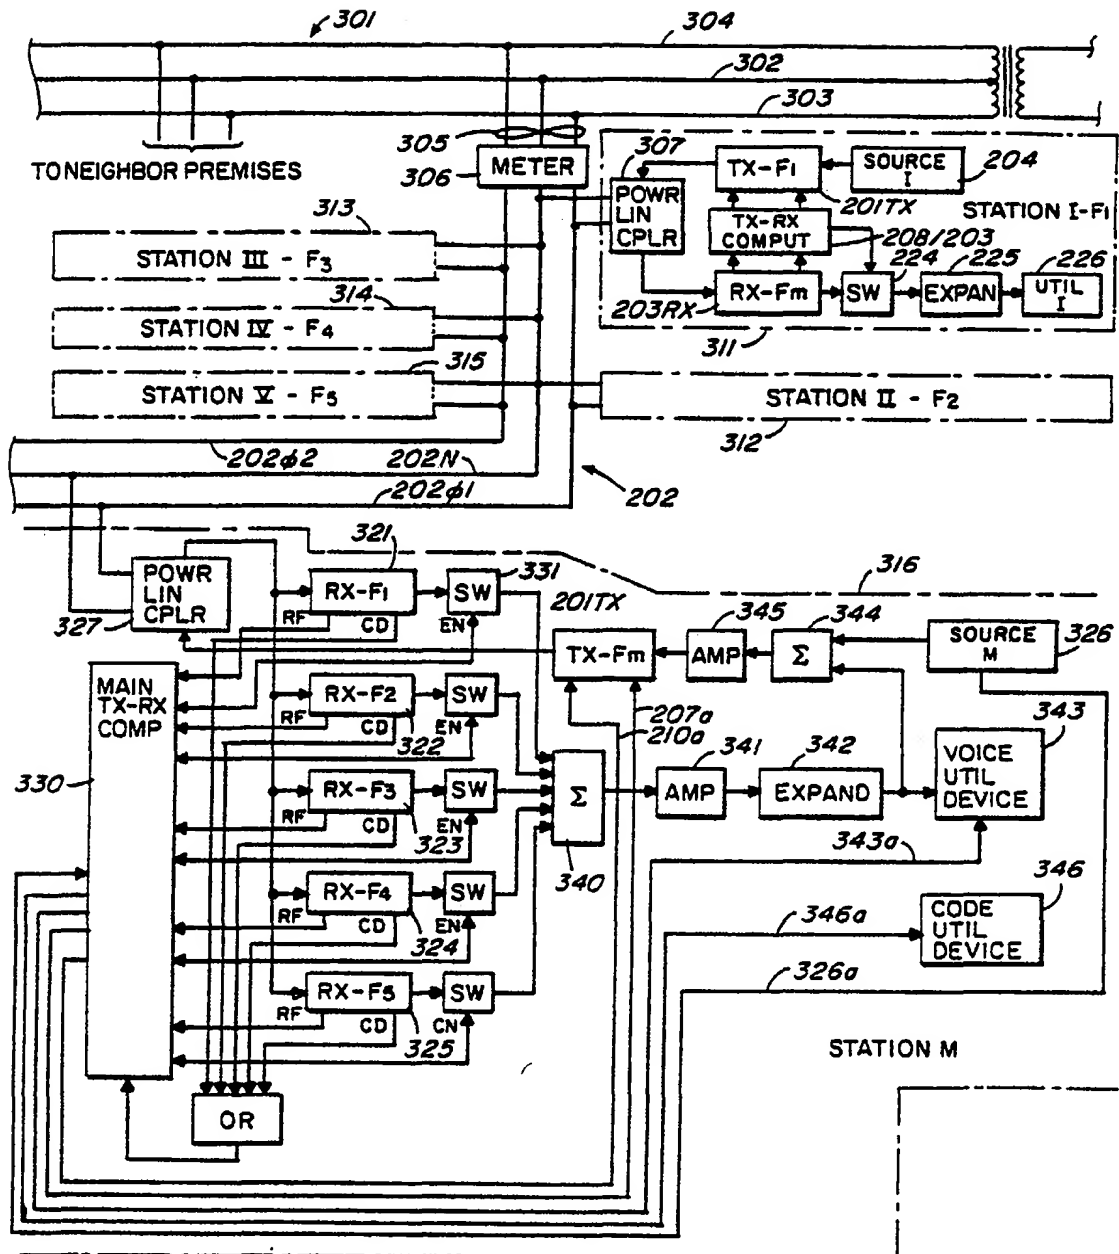 301
304
302
303
305
306
METER
TO NEIGHBOR PREMISES
307
POWR
LIN
CPLR
TX-F1
SOURCE
I
204
201TX
STATION I-F1
TX-RX
COMPUT
208/203
224
225
226
RX-Fm
SW
EXPAN
UTIL
I
203RX
311
313
STATION III - F3
314
STATION IV - F4
315
STATION V - F5
STATION II - F2
312
202φ2
202N
202φ1
202
321
331
316
POWR
LIN
CPLR
327
RX-F1
SW
RF
CD
EN
201TX
345
344
TX-Fm
AMP
Σ
SOURCE
M
326
MAIN
TX-RX
COMP
330
RX-F2
SW
RF
CD
322
EN
207a
210a
341
342
343
AMP
EXPAND
VOICE
UTIL
DEVICE
RX-F3
SW
RF
CD
323
EN
Σ
340
343a
RX-F4
SW
RF
CD
324
EN
346a
346
CODE
UTIL
DEVICE
326a
RX-F5
SW
RF
CD
325
CN
STATION M
OR